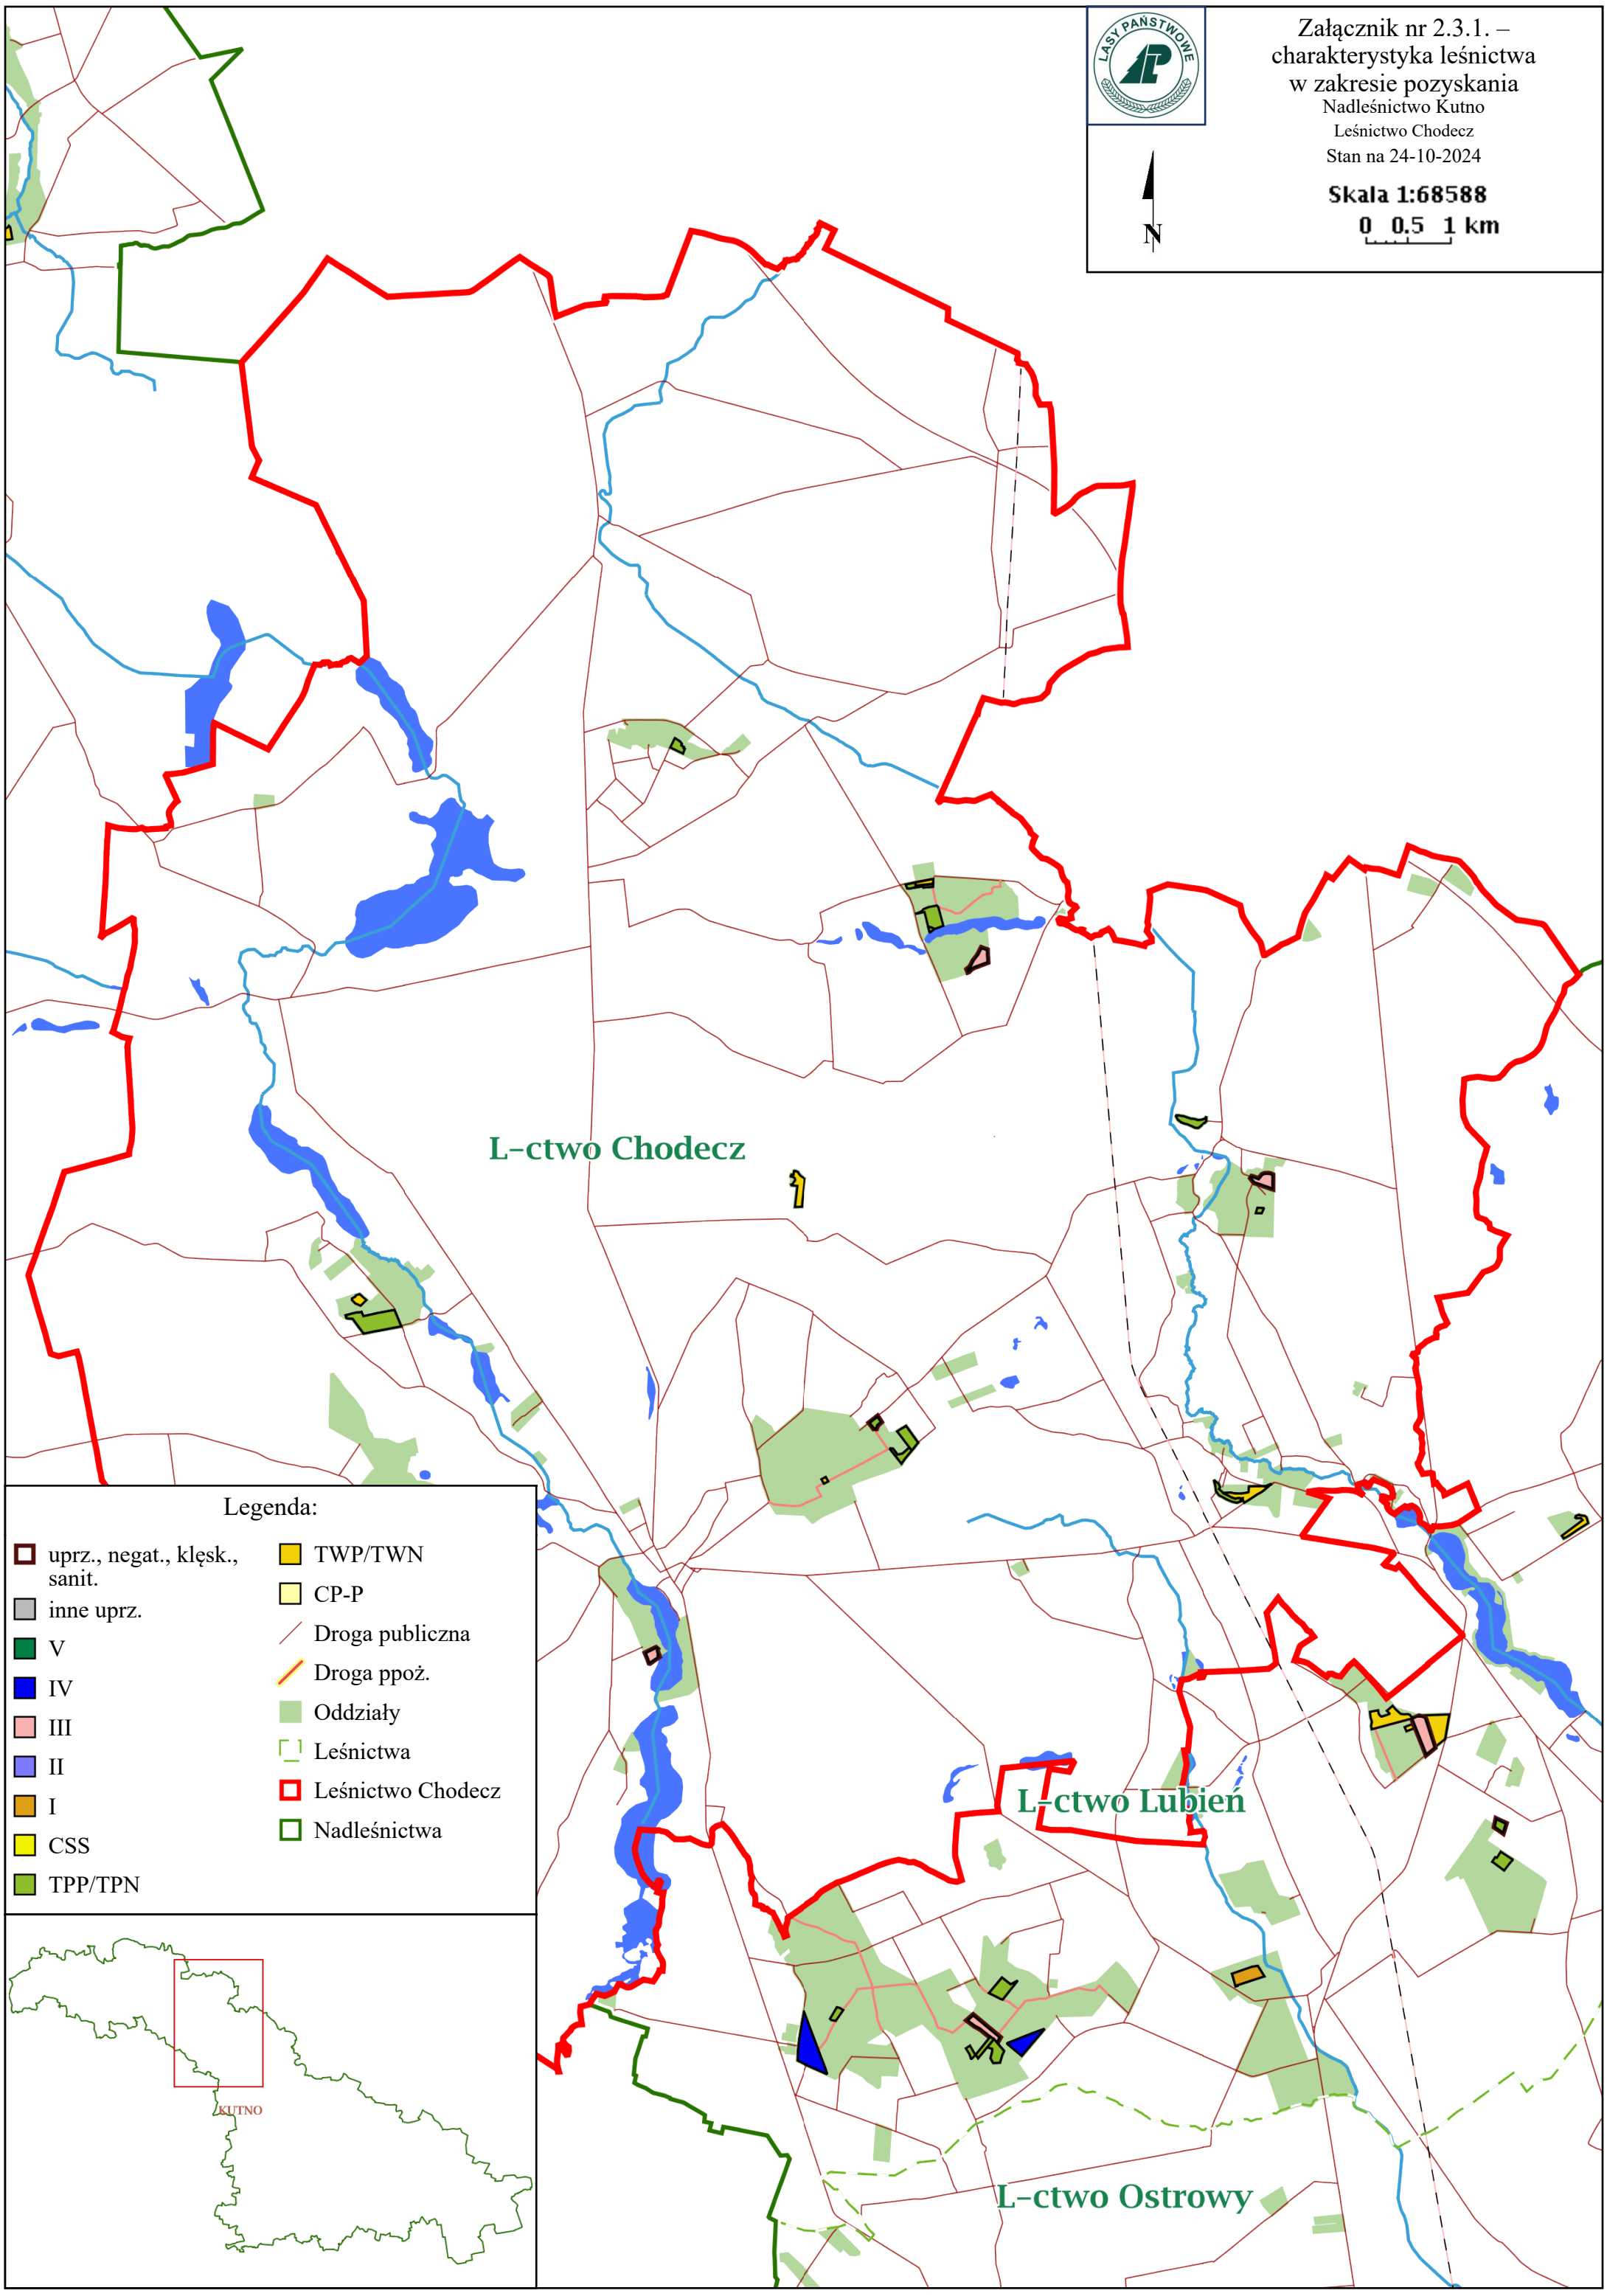 LASY PAŃSTWOWE
LP
Załącznik nr 2.3.1. –
charakterystyka leśnictwa
w zakresie pozyskania
Nadleśnictwo Kutno
Leśnictwo Chodecz
Stan na 24-10-2024
Skala 1:68588
0 0.5 1 km
N
L-ctwo Chodecz
L-ctwo Lubień
L-ctwo Ostrowy
Legenda:
uprz., negat., klęsk.,
sanit.
inne uprz.
V
IV
III
II
I
CSS
TPP/TPN
TWP/TWN
CP-P
Droga publiczna
Droga ppoż.
Oddziały
Leśnictwa
Leśnictwo Chodecz
Nadleśnictwa
KUTNO